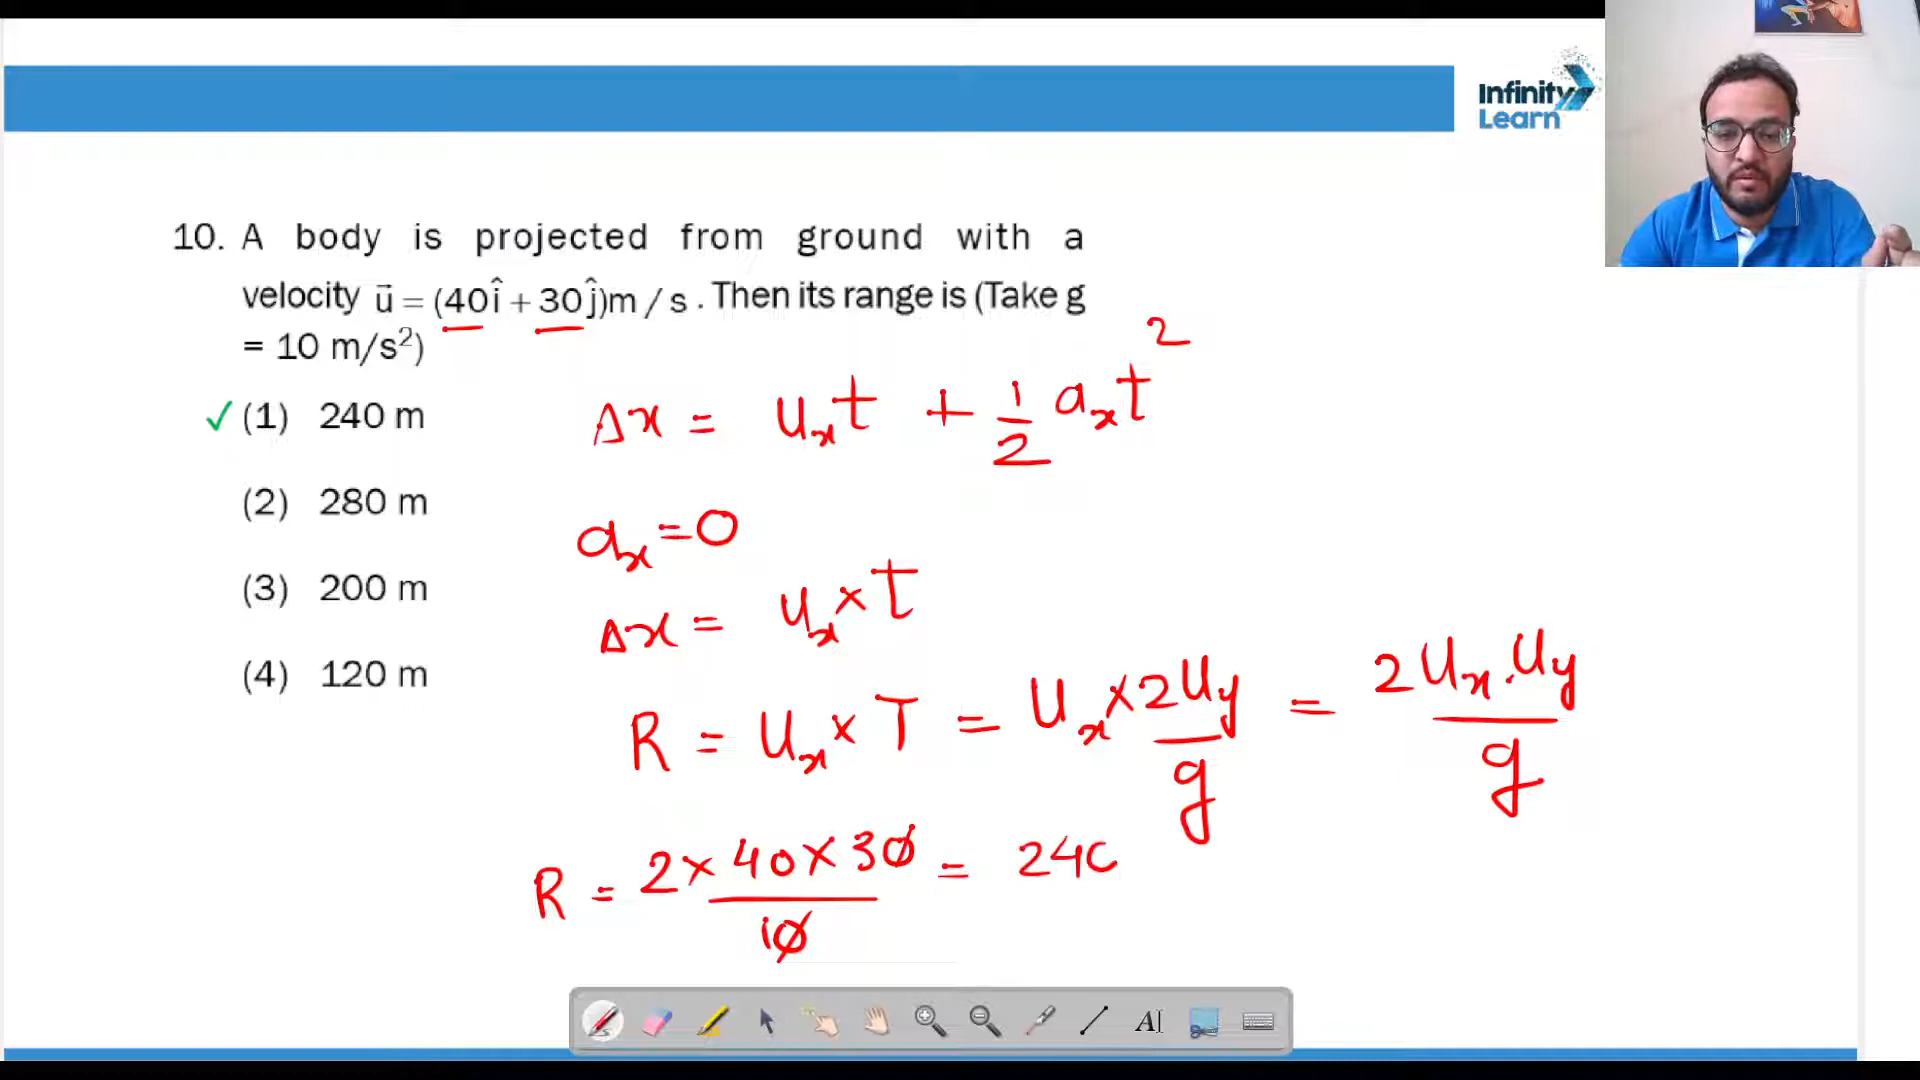 Infinity
Learn
10. A body is projected from ground with a
velocity u⃗ = (40î + 30ĵ)m / s . Then its range is (Take g
= 10 m/s²)
✓ (1) 240 m
(2) 280 m
(3) 200 m
(4) 120 m
Δx = uₓt + 1/2 aₓt²
aₓ = 0
Δx = uₓ × t
R = Uₓ × T = Uₓ × 2Uy/g = 2Uₓ.Uy/g
R = 2 × 40 × 30/10 = 240
A